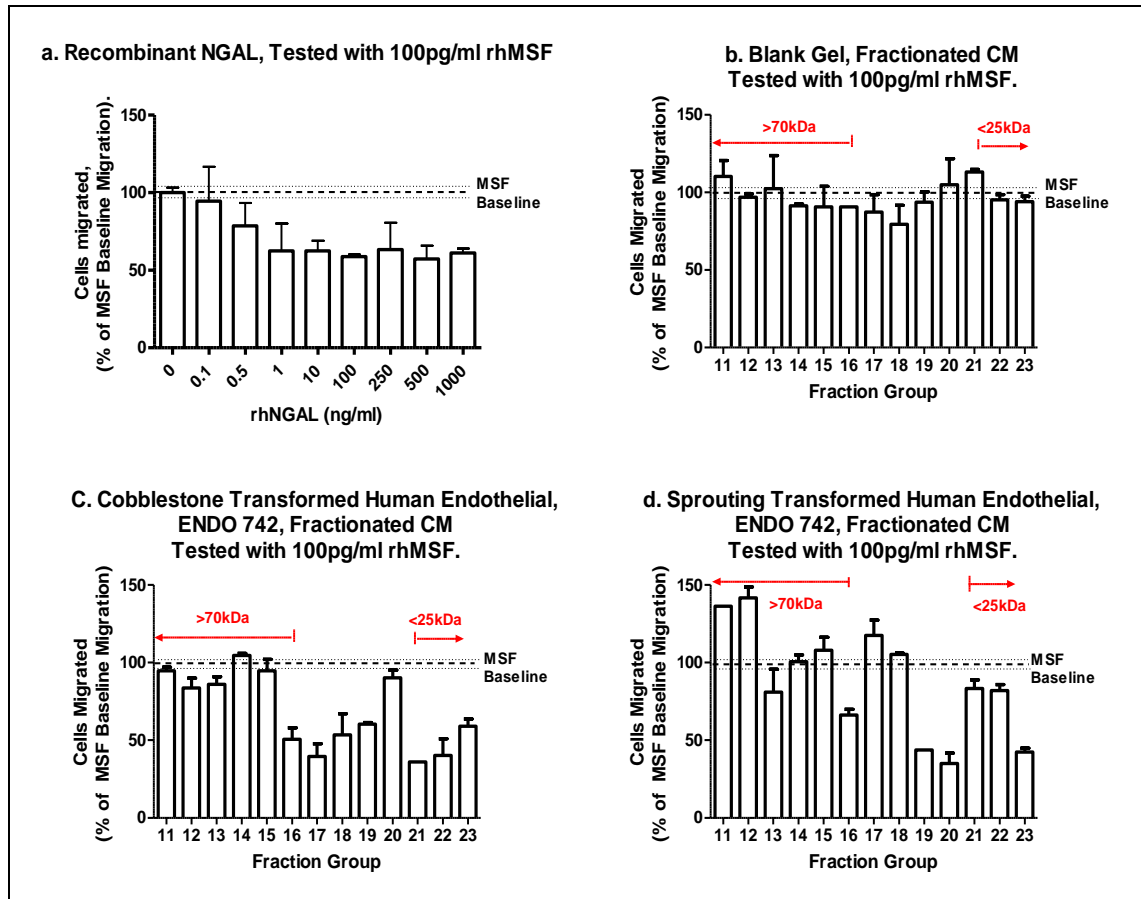 a. Recombinant NGAL, Tested with 100pg/ml rhMSF
Cells migrated,
(% of MSF Baseline Migration).
150
100
50
0
MSF
Baseline
0 0.1 0.5 1 10 100 250 500 1000
rhNGAL (ng/ml)
b. Blank Gel, Fractionated CM
Tested with 100pg/ml rhMSF.
Cells Migrated
(% of MSF Baseline Migration)
150
100
50
0
>70kDa
<25kDa
MSF
Baseline
11 12 13 14 15 16 17 18 19 20 21 22 23
Fraction Group
C. Cobblestone Transformed Human Endothelial,
ENDO 742, Fractionated CM
Tested with 100pg/ml rhMSF.
Cells Migrated
(% of MSF Baseline Migration)
150
100
50
0
>70kDa
<25kDa
MSF
Baseline
11 12 13 14 15 16 17 18 19 20 21 22 23
Fraction Group
d. Sprouting Transformed Human Endothelial,
ENDO 742, Fractionated CM
Tested with 100pg/ml rhMSF.
Cells Migrated
(% of MSF Baseline Migration)
150
100
50
0
>70kDa
<25kDa
MSF
Baseline
11 12 13 14 15 16 17 18 19 20 21 22 23
Fraction Group